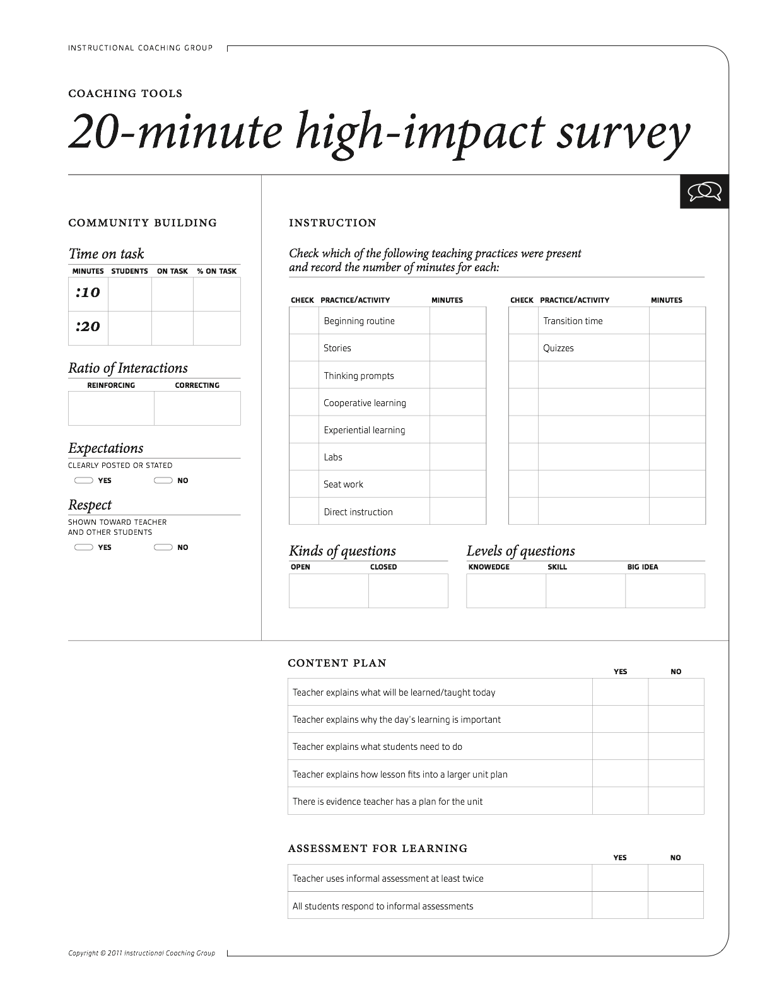 INSTRUCTIONAL COACHING GROUP
COACHING TOOLS
20-minute high-impact survey
COMMUNITY BUILDING
Time on task
MINUTES STUDENTS ON TASK % ON TASK
:10
:20
Ratio of Interactions
REINFORCING CORRECTING
Expectations
CLEARLY POSTED OR STATED
YES NO
Respect
SHOWN TOWARD TEACHER
AND OTHER STUDENTS
YES NO
INSTRUCTION
Check which of the following teaching practices were present
and record the number of minutes for each:
CHECK PRACTICE/ACTIVITY MINUTES
Beginning routine
Stories
Thinking prompts
Cooperative learning
Experiential learning
Labs
Seat work
Direct instruction
CHECK PRACTICE/ACTIVITY MINUTES
Transition time
Quizzes
Kinds of questions
OPEN CLOSED
Levels of questions
KNOWEDGE SKILL BIG IDEA
CONTENT PLAN
YES NO
Teacher explains what will be learned/taught today
Teacher explains why the day's learning is important
Teacher explains what students need to do
Teacher explains how lesson fits into a larger unit plan
There is evidence teacher has a plan for the unit
ASSESSMENT FOR LEARNING
YES NO
Teacher uses informal assessment at least twice
All students respond to informal assessments
Copyright © 2011 Instructional Coaching Group